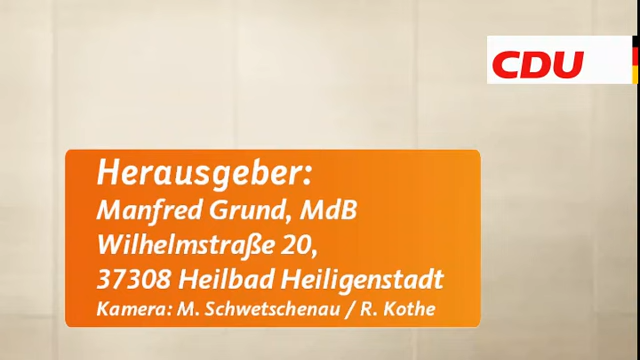 CDU
Herausgeber:
Manfred Grund, MdB
Wilhelmstraße 20,
37308 Heilbad Heiligenstadt
Kamera: M. Schwetschenau / R. Kothe